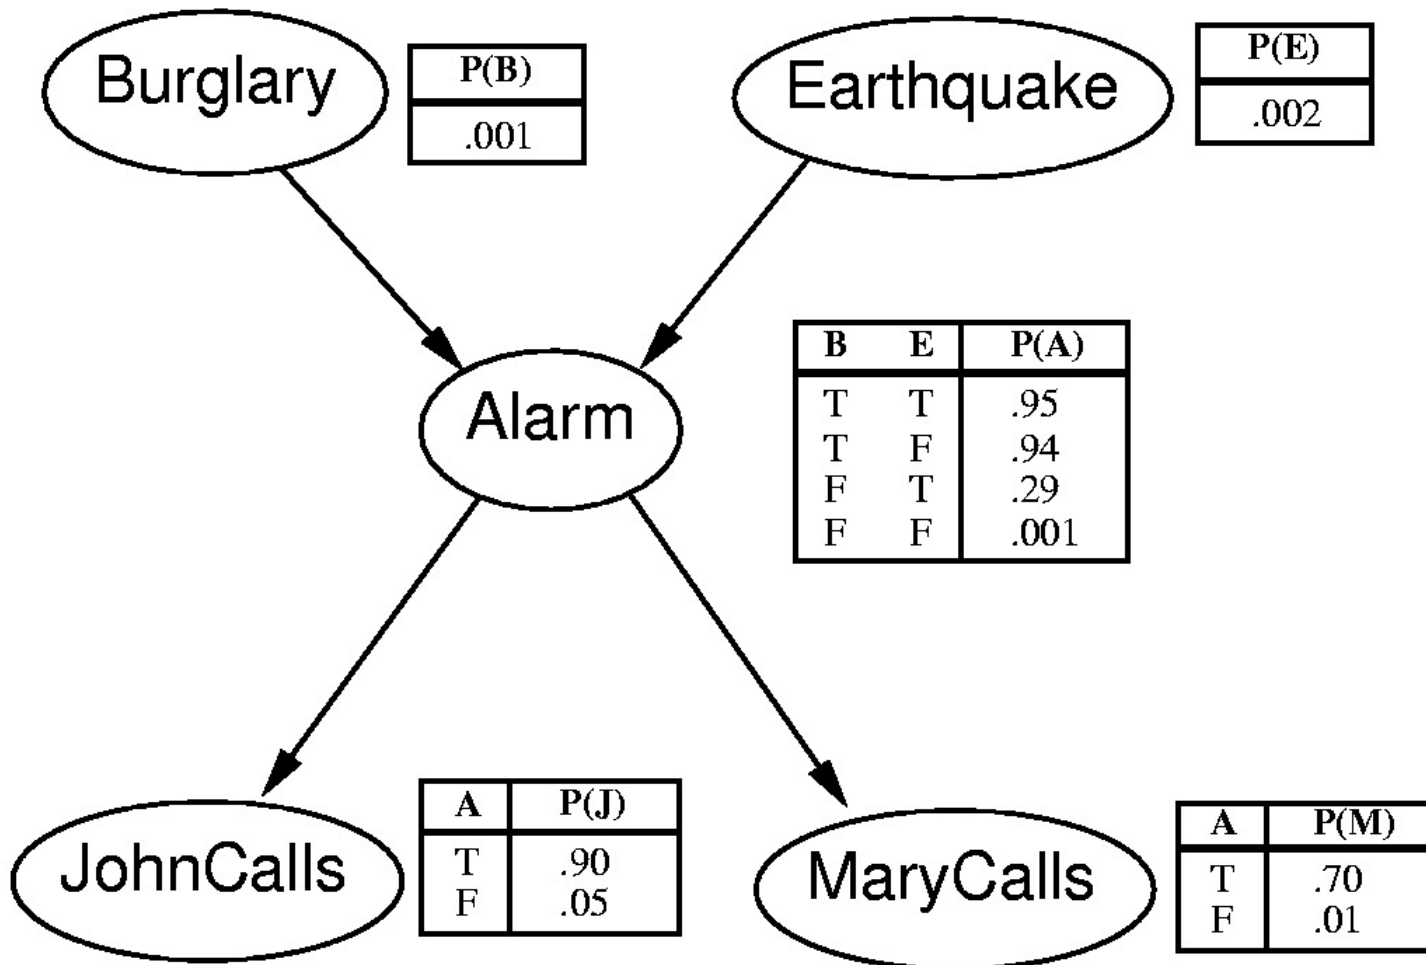 Burglary
P(B)
.001
Earthquake
P(E)
.002
Alarm
B E P(A)
T T .95
T F .94
F T .29
F F .001
JohnCalls
A P(J)
T .90
F .05
MaryCalls
A P(M)
T .70
F .01